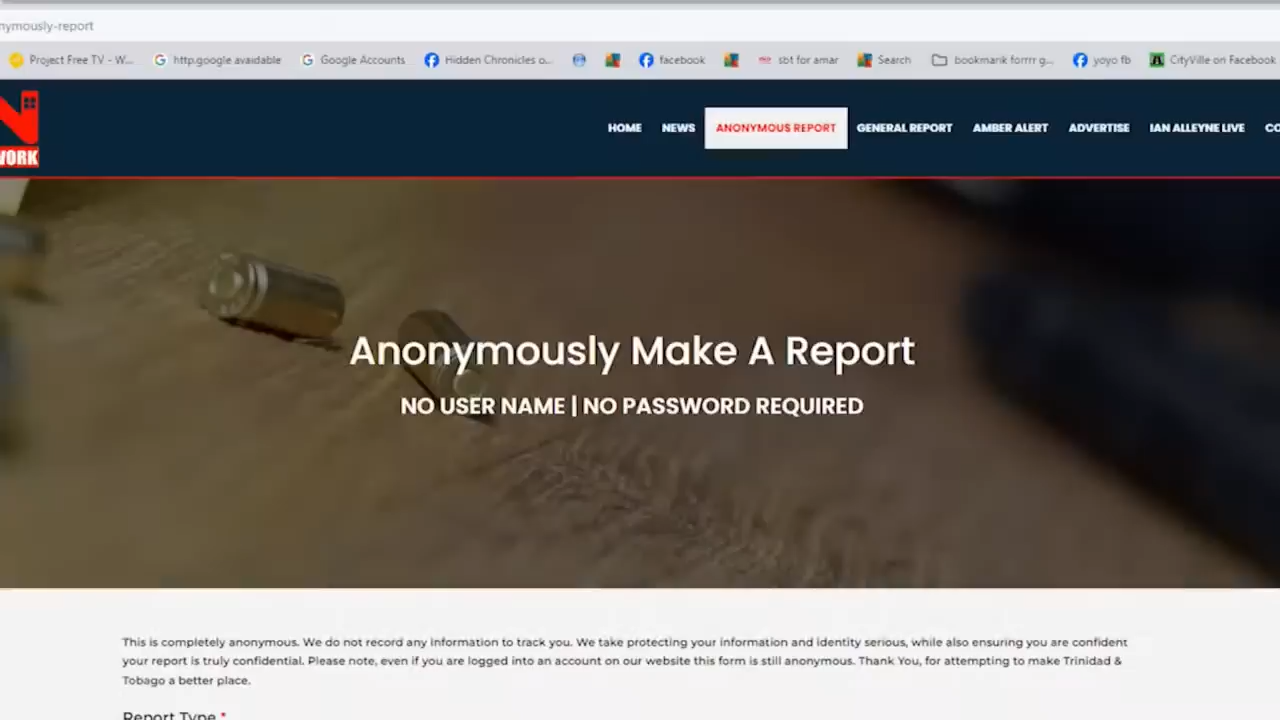 nymously-report
Project Free TV - W... http.google avaidable Google Accounts Hidden Chronicles o... facebook sbt for amar Search bookmarik forrrr g... yoyo fb CityVille on Facebook
N
WORK
HOME NEWS ANONYMOUS REPORT GENERAL REPORT AMBER ALERT ADVERTISE IAN ALLEYNE LIVE CO
Anonymously Make A Report
NO USER NAME | NO PASSWORD REQUIRED
This is completely anonymous. We do not record any information to track you. We take protecting your information and identity serious, while also ensuring you are confident
your report is truly confidential. Please note, even if you are logged into an account on our website this form is still anonymous. Thank You, for attempting to make Trinidad &
Tobago a better place.
Report Type *